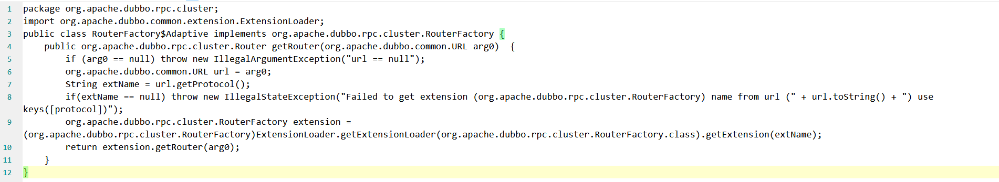 1 package org.apache.dubbo.rpc.cluster;
2 import org.apache.dubbo.common.extension.ExtensionLoader;
3 public class RouterFactory$Adaptive implements org.apache.dubbo.rpc.cluster.RouterFactory {
4     public org.apache.dubbo.rpc.cluster.Router getRouter(org.apache.dubbo.common.URL arg0)  {
5         if (arg0 == null) throw new IllegalArgumentException("url == null");
6         org.apache.dubbo.common.URL url = arg0;
7         String extName = url.getProtocol();
8         if(extName == null) throw new IllegalStateException("Failed to get extension (org.apache.dubbo.rpc.cluster.RouterFactory) name from url (" + url.toString() + ") use
keys([protocol])");
9         org.apache.dubbo.rpc.cluster.RouterFactory extension =
(org.apache.dubbo.rpc.cluster.RouterFactory)ExtensionLoader.getExtensionLoader(org.apache.dubbo.rpc.cluster.RouterFactory.class).getExtension(extName);
10         return extension.getRouter(arg0);
11     }
12 }